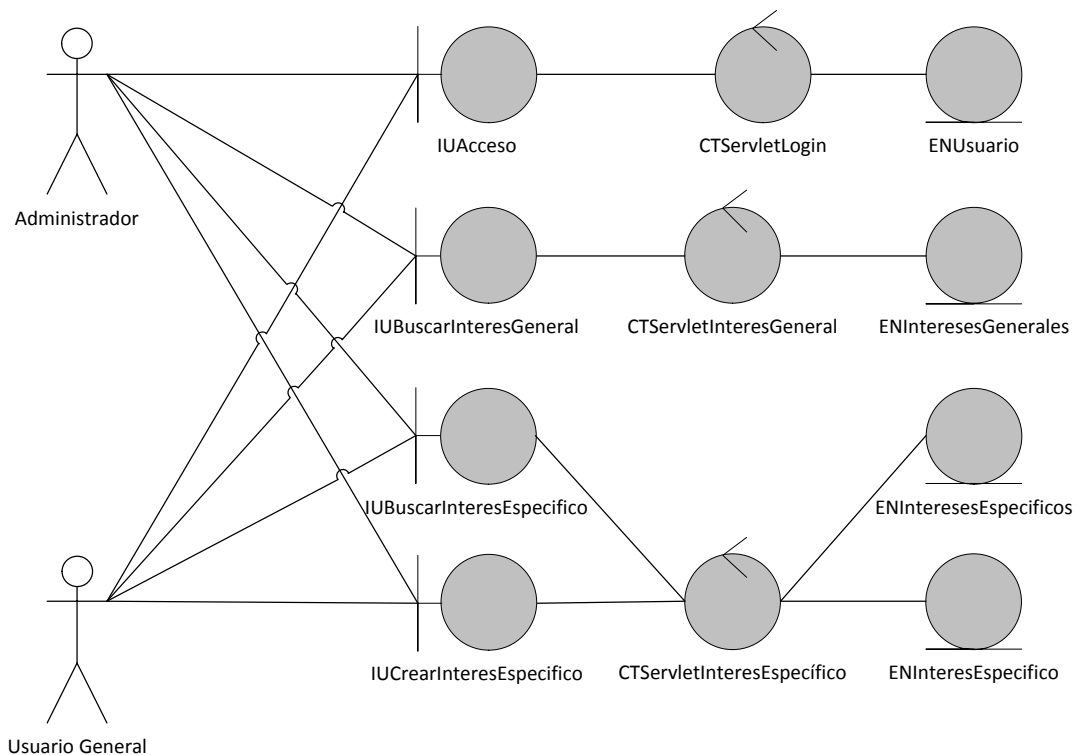 IUAcceso
CTServletLogin
ENUsuario
Administrador
IUBuscarInteresGeneral
CTServletInteresGeneral
ENInteresesGenerales
IUBuscarInteresEspecifico
ENInteresesEspecificos
IUCrearInteresEspecifico
CTServletInteresEspecífico
ENInteresEspecifico
Usuario General